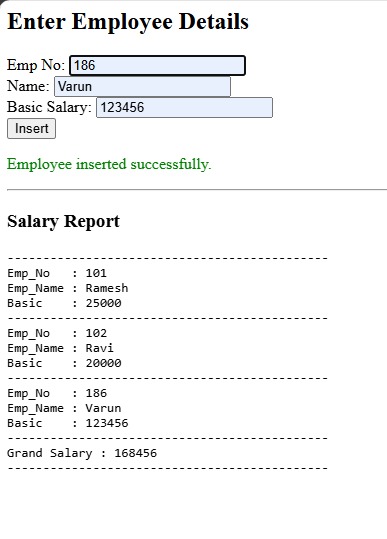 Enter Employee Details
Emp No: 186
Name: Varun
Basic Salary: 123456
Insert
Employee inserted successfully.
Salary Report
---------------------------------------------
Emp_No   : 101
Emp_Name : Ramesh
Basic    : 25000
---------------------------------------------
Emp_No   : 102
Emp_Name : Ravi
Basic    : 20000
---------------------------------------------
Emp_No   : 186
Emp_Name : Varun
Basic    : 123456
---------------------------------------------
Grand Salary : 168456
---------------------------------------------